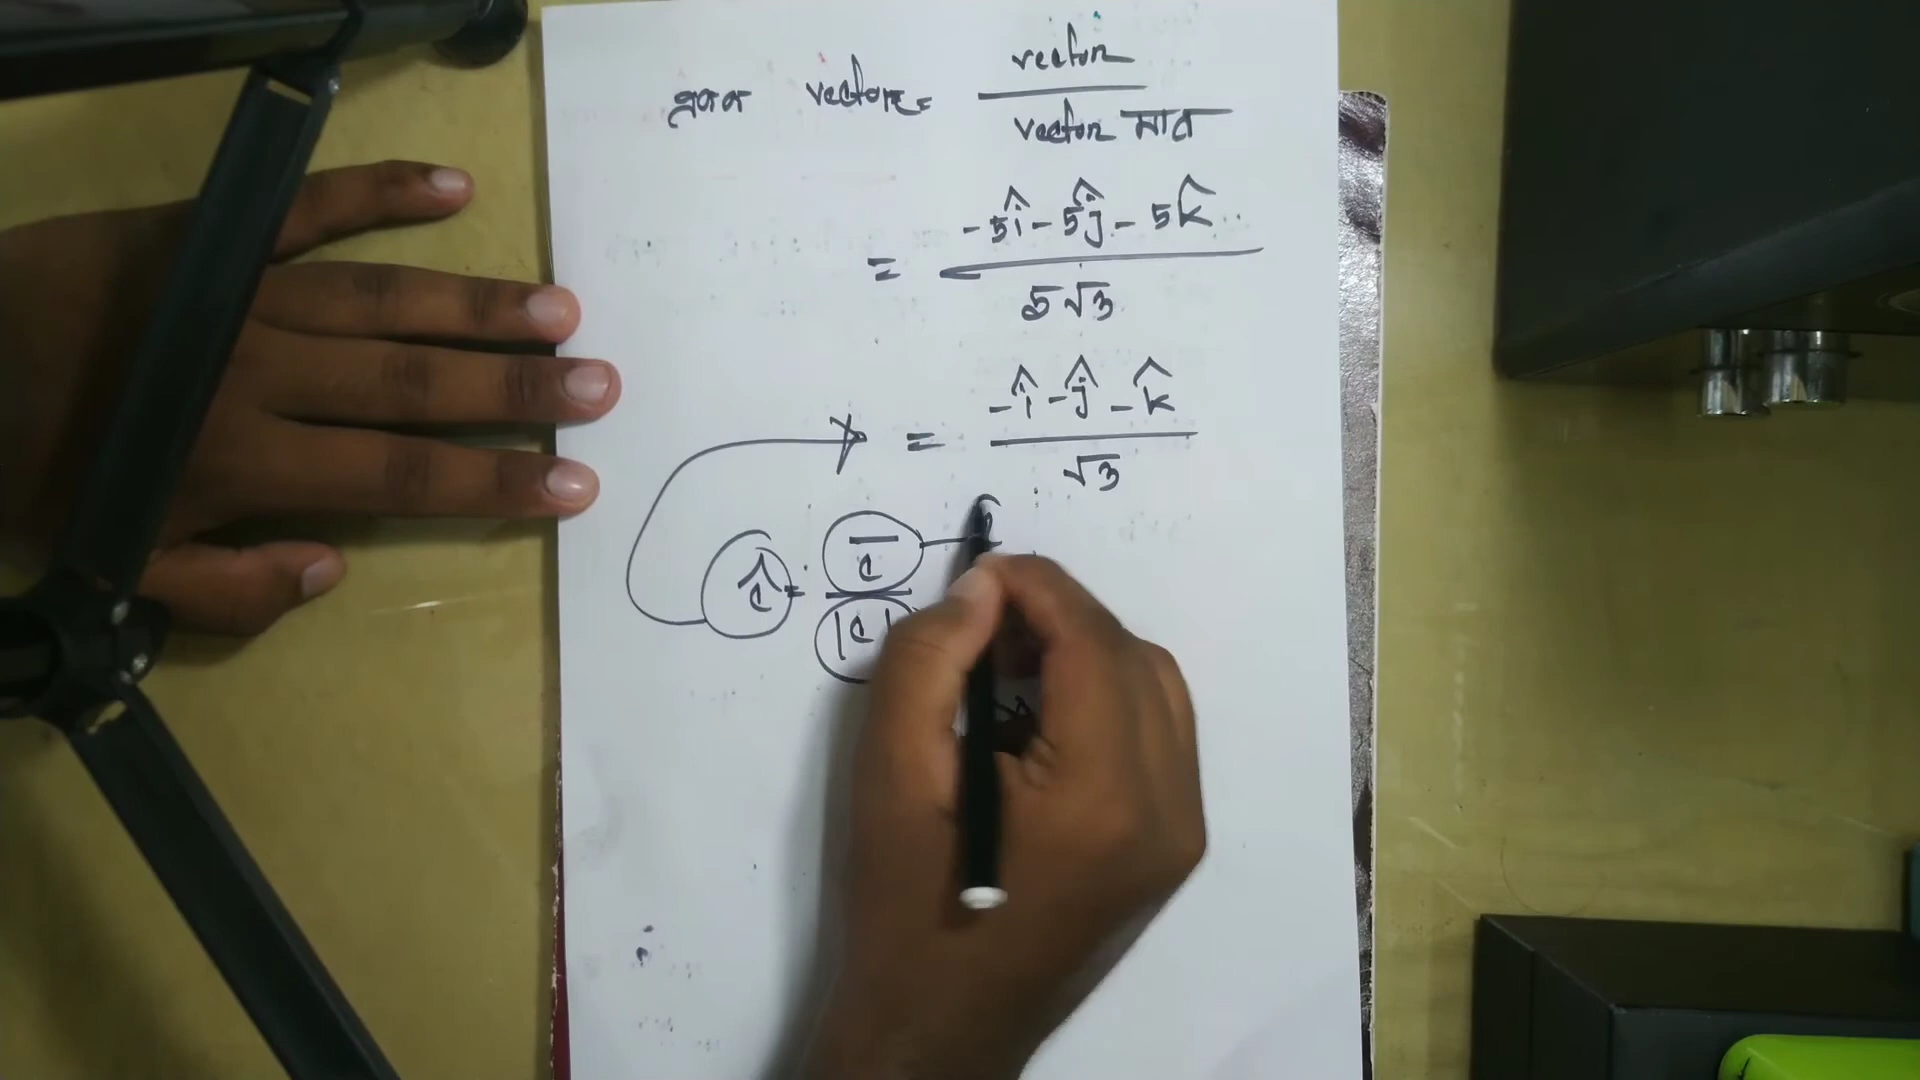 একক vector = vector / vector মান
= -5î - 5ĵ - 5k̂ / 5√3
= -î - ĵ - k̂ / √3
ĉ = c̅ / |c|